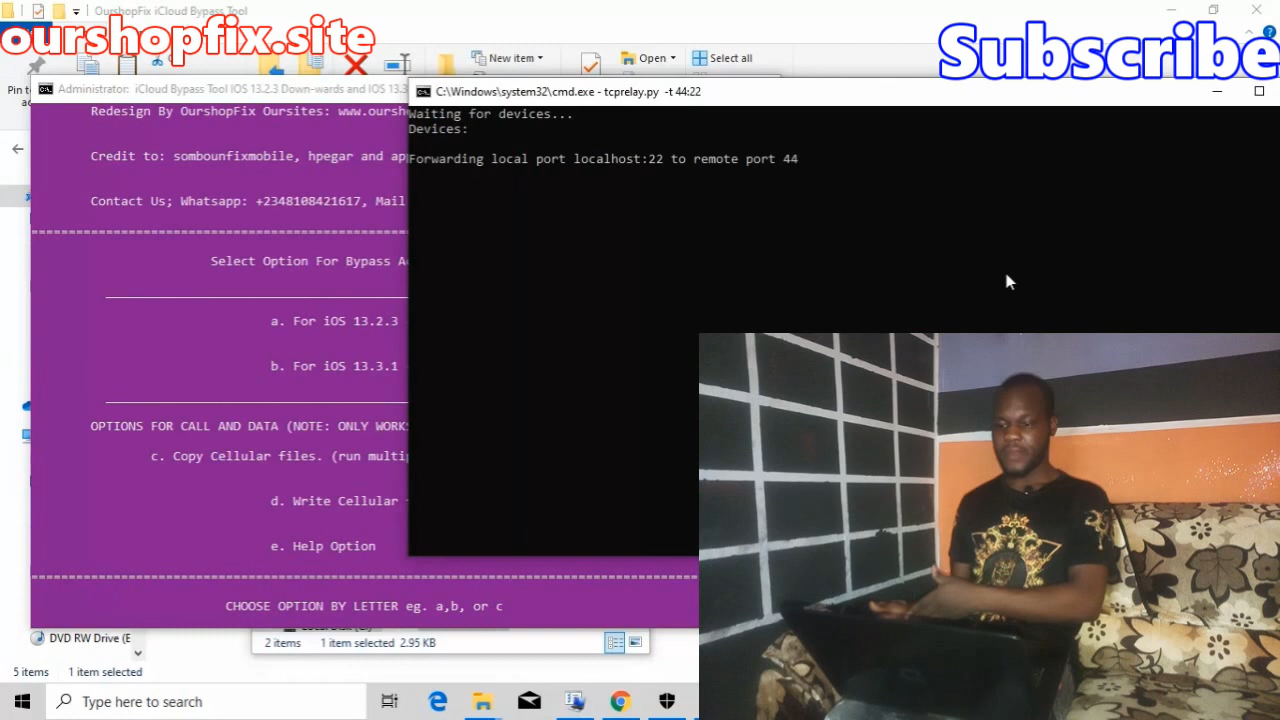 OurshopFix iCloud Bypass Tool
ourshopfix.site
Subscribe
New item
Open
Select all
Pin to
Administrator: iCloud Bypass Tool IOS 13.2.3 Down-wards and IOS 13.3
C:\Windows\system32\cmd.exe - tcprelay.py -t 44:22
Waiting for devices...
Devices:
Forwarding local port localhost:22 to remote port 44
Redesign By OurshopFix Oursites: www.oursh
Credit to: sombounfixmobile, hpegar and ap
Contact Us; Whatsapp: +2348108421617, Mail
Select Option For Bypass A
a. For iOS 13.2.3
b. For iOS 13.3.1
OPTIONS FOR CALL AND DATA (NOTE: ONLY WORK
c. Copy Cellular files. (run multip
d. Write Cellular
e. Help Option
CHOOSE OPTION BY LETTER eg. a,b, or c
DVD RW Drive (E
2 items 1 item selected 2.95 KB
5 items 1 item selected
Type here to search